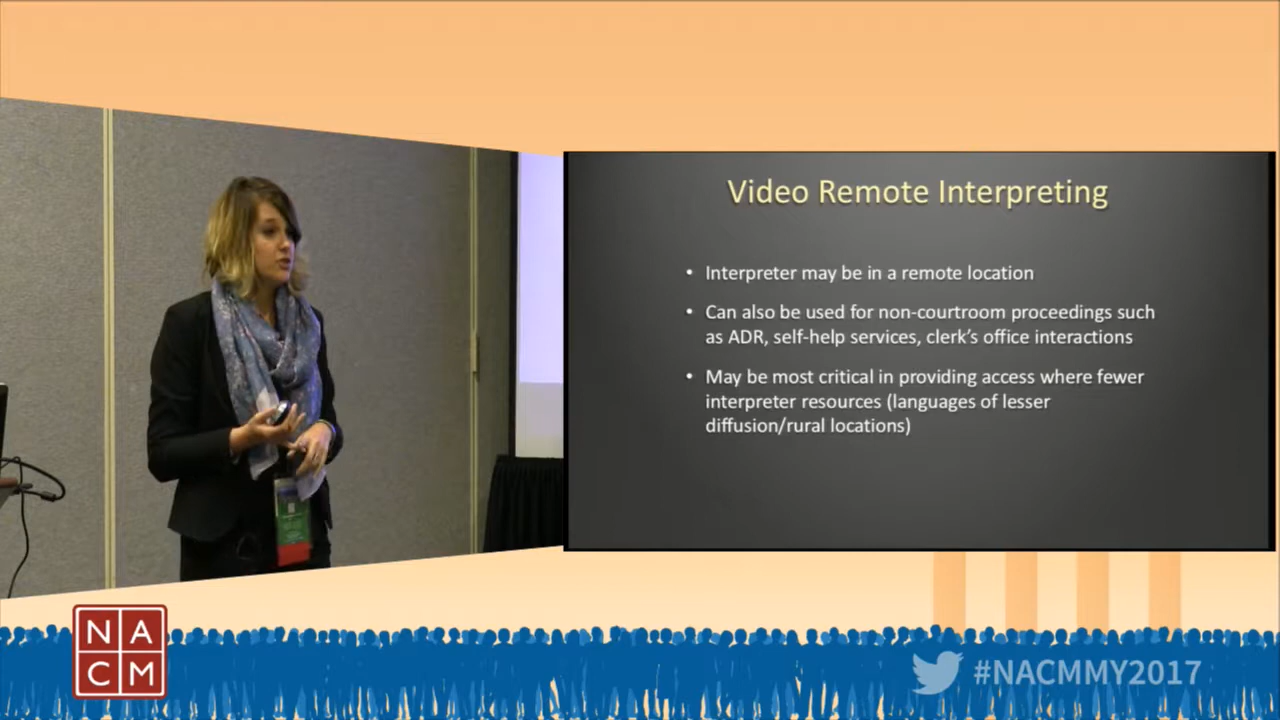 Video Remote Interpreting
• Interpreter may be in a remote location
• Can also be used for non-courtroom proceedings such
as ADR, self-help services, clerk's office interactions
• May be most critical in providing access where fewer
interpreter resources (languages of lesser
diffusion/rural locations)
N A
C M
#NACMMY2017